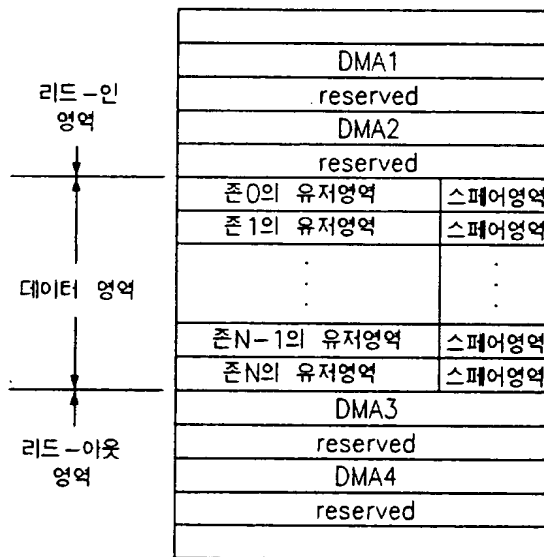 DMA1
reserved
DMA2
reserved
리드-인
영역
존0의 유저영역 스페어영역
존1의 유저영역 스페어영역
데이터 영역
존N-1의 유저영역 스페어영역
존N의 유저영역 스페어영역
DMA3
reserved
DMA4
reserved
리드-아웃
영역